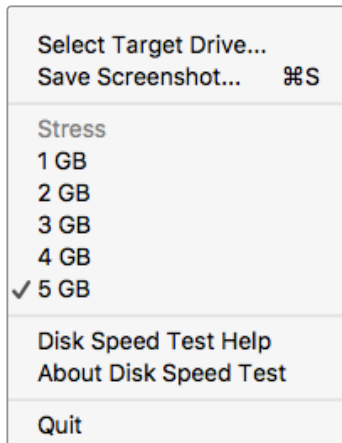 Select Target Drive...
Save Screenshot... ⌘S
Stress
1 GB
2 GB
3 GB
4 GB
✓ 5 GB
Disk Speed Test Help
About Disk Speed Test
Quit